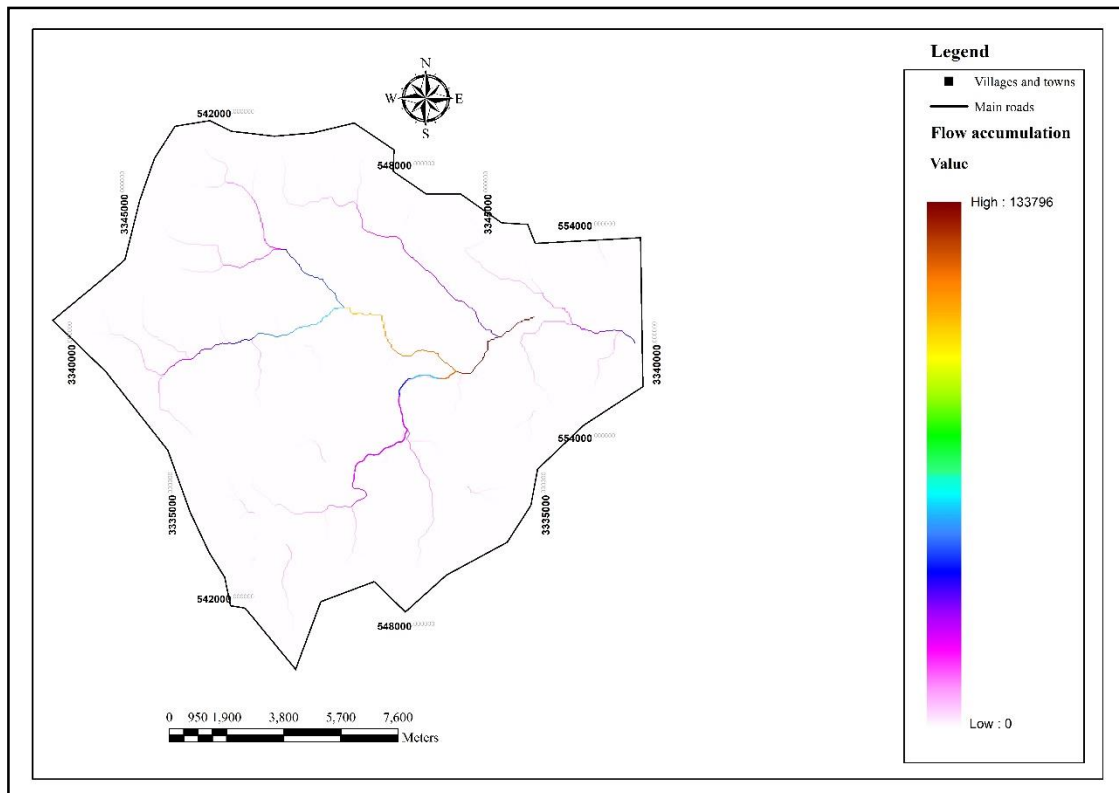 Legend
Villages and towns
Main roads
Flow accumulation
Value
High : 133796
Low : 0
N
W E
S
542000
548000
554000
3345000
3345000
3340000
3340000
3335000
3335000
554000
542000
548000
0 950 1,900 3,800 5,700 7,600
Meters